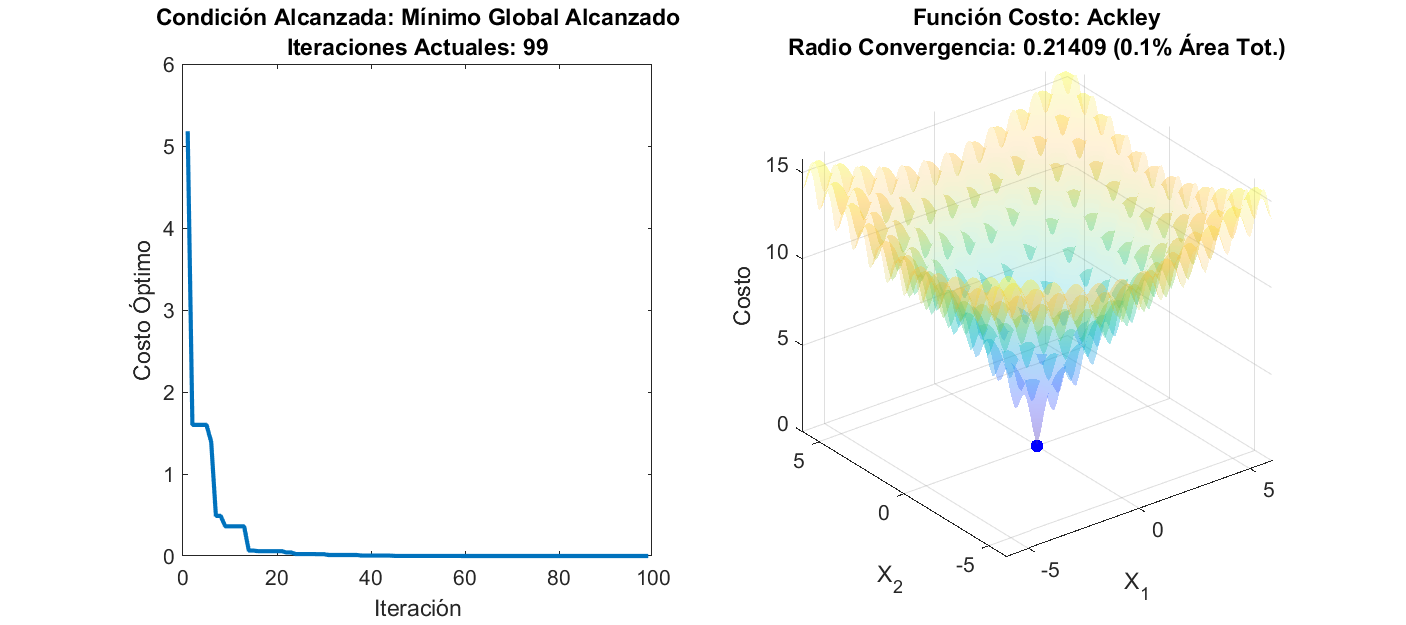 Condición Alcanzada: Mínimo Global Alcanzado
Iteraciones Actuales: 99
6
5
4
3
2
1
0
Costo Óptimo
0
20
40
60
80
100
Iteración
Función Costo: Ackley
Radio Convergencia: 0.21409 (0.1% Área Tot.)
15
10
5
0
Costo
5
0
-5
X2
-5
0
5
X1